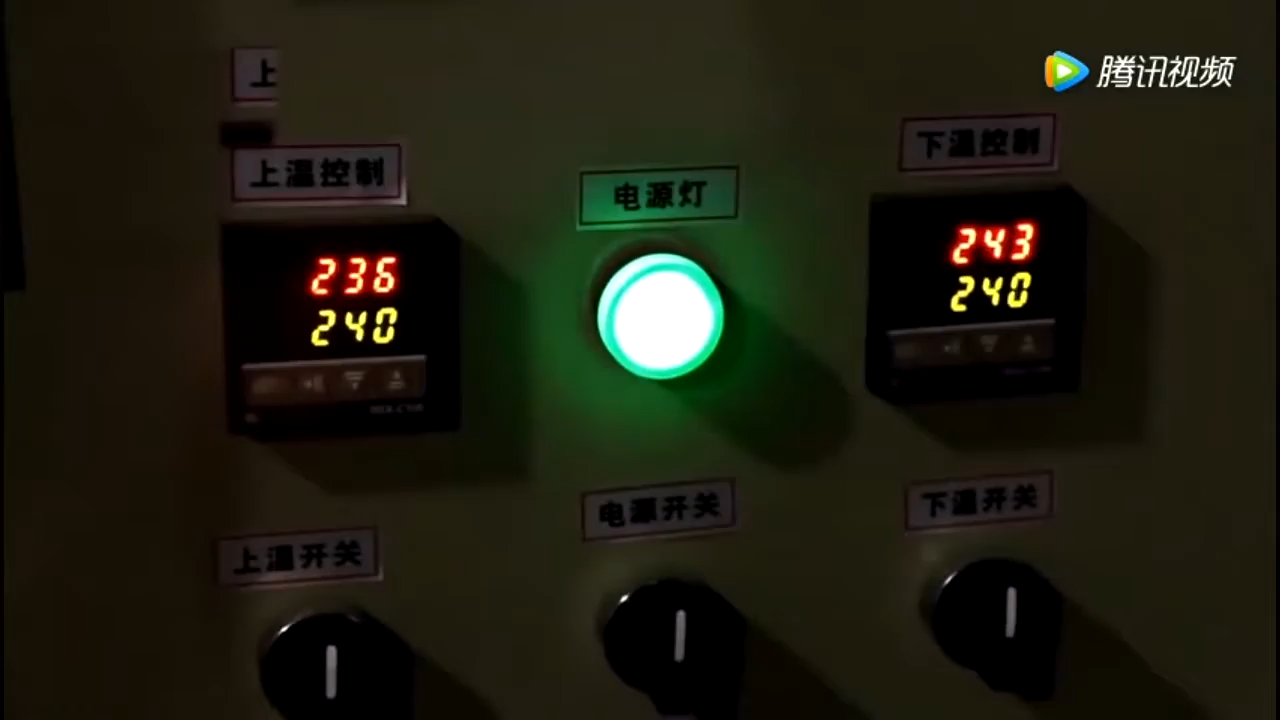 腾讯视频
上
上温控制
电源灯
下温控制
236
240
243
240
上温开关
电源开关
下温开关